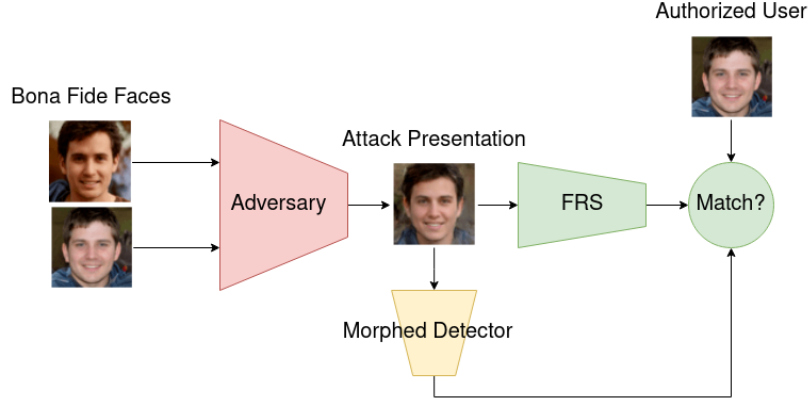 Authorized User
Bona Fide Faces
Attack Presentation
Adversary
FRS
Match?
Morphed Detector